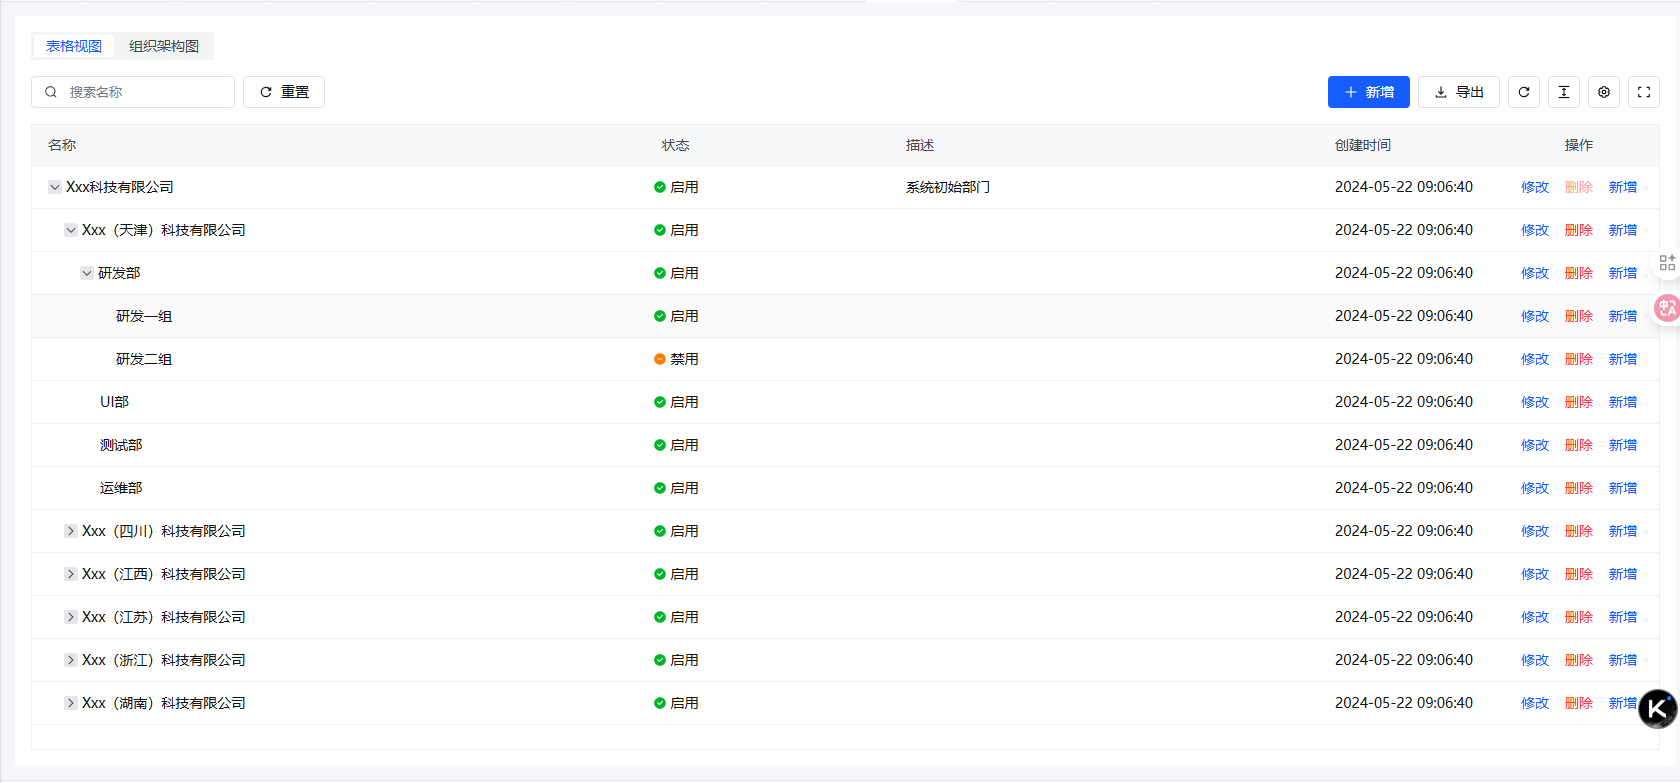 表格视图 组织架构图
搜索名称 重置 新增 导出
名称 状态 描述 创建时间 操作
Xxx科技有限公司 启用 系统初始部门 2024-05-22 09:06:40 修改 删除 新增
Xxx（天津）科技有限公司 启用 2024-05-22 09:06:40 修改 删除 新增
研发部 启用 2024-05-22 09:06:40 修改 删除 新增
研发一组 启用 2024-05-22 09:06:40 修改 删除 新增
研发二组 禁用 2024-05-22 09:06:40 修改 删除 新增
UI部 启用 2024-05-22 09:06:40 修改 删除 新增
测试部 启用 2024-05-22 09:06:40 修改 删除 新增
运维部 启用 2024-05-22 09:06:40 修改 删除 新增
Xxx（四川）科技有限公司 启用 2024-05-22 09:06:40 修改 删除 新增
Xxx（江西）科技有限公司 启用 2024-05-22 09:06:40 修改 删除 新增
Xxx（江苏）科技有限公司 启用 2024-05-22 09:06:40 修改 删除 新增
Xxx（浙江）科技有限公司 启用 2024-05-22 09:06:40 修改 删除 新增
Xxx（湖南）科技有限公司 启用 2024-05-22 09:06:40 修改 删除 新增
K